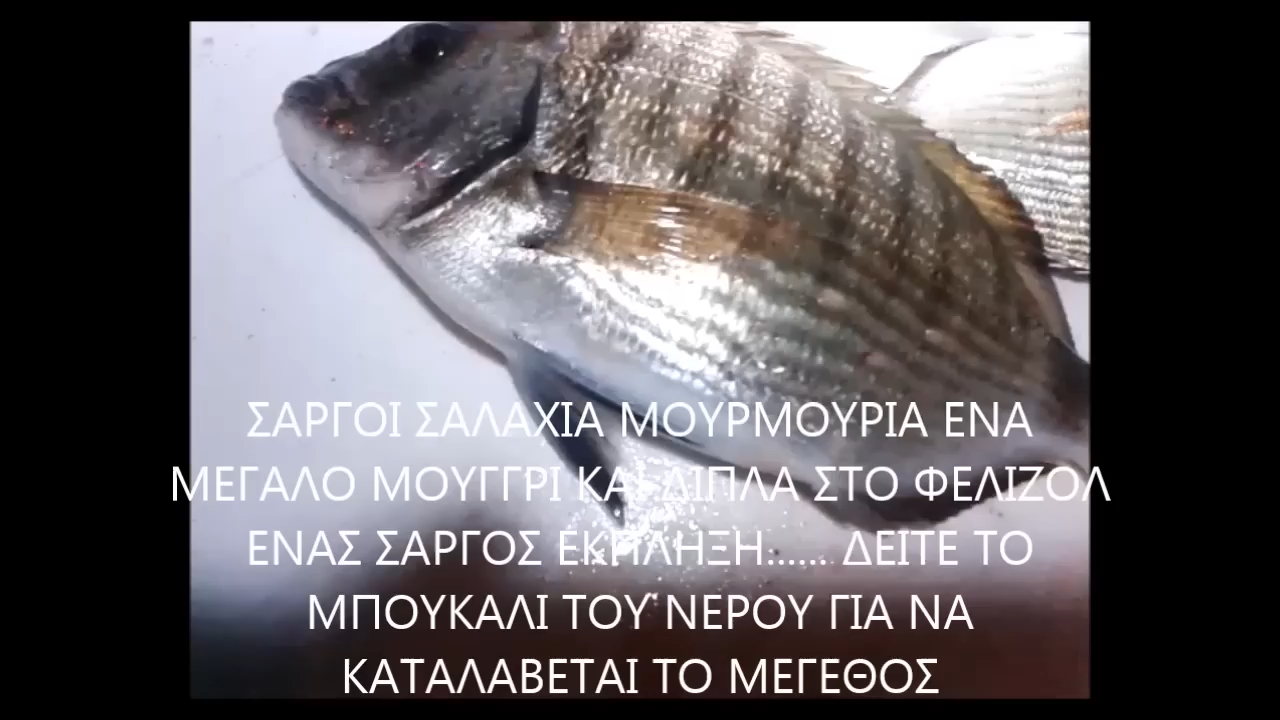 ΣΑΡΓΟΙ ΣΑΛΑΧΙΑ ΜΟΥΡΜΟΥΡΙΑ ΕΝΑ
ΜΕΓΑΛΟ ΜΟΥΓΓΡΙ ΚΑΙ ΔΙΠΛΑ ΣΤΟ ΦΕΛΙΖΟΛ
ΕΝΑΣ ΣΑΡΓΟΣ ΕΚΠΛΗΞΗ...... ΔΕΙΤΕ ΤΟ
ΜΠΟΥΚΑΛΙ ΤΟΥ ΝΕΡΟΥ ΓΙΑ ΝΑ
ΚΑΤΑΛΑΒΕΤΑΙ ΤΟ ΜΕΓΕΘΟΣ